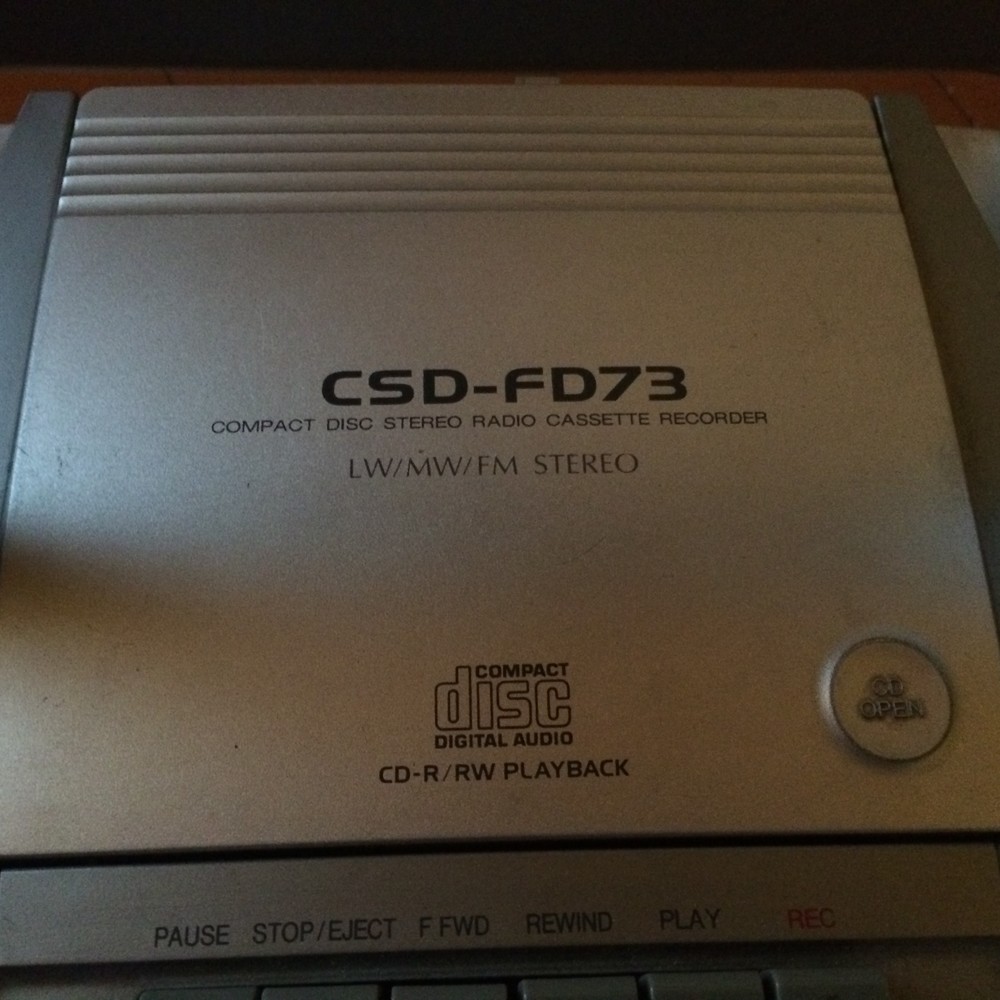 CSD-FD73
COMPACT DISC STEREO RADIO CASSETTE RECORDER
LW/MW/FM STEREO
COMPACT
disc
DIGITAL AUDIO
CD-R/RW PLAYBACK
CD
OPEN
PAUSE STOP/EJECT F FWD REWIND PLAY REC